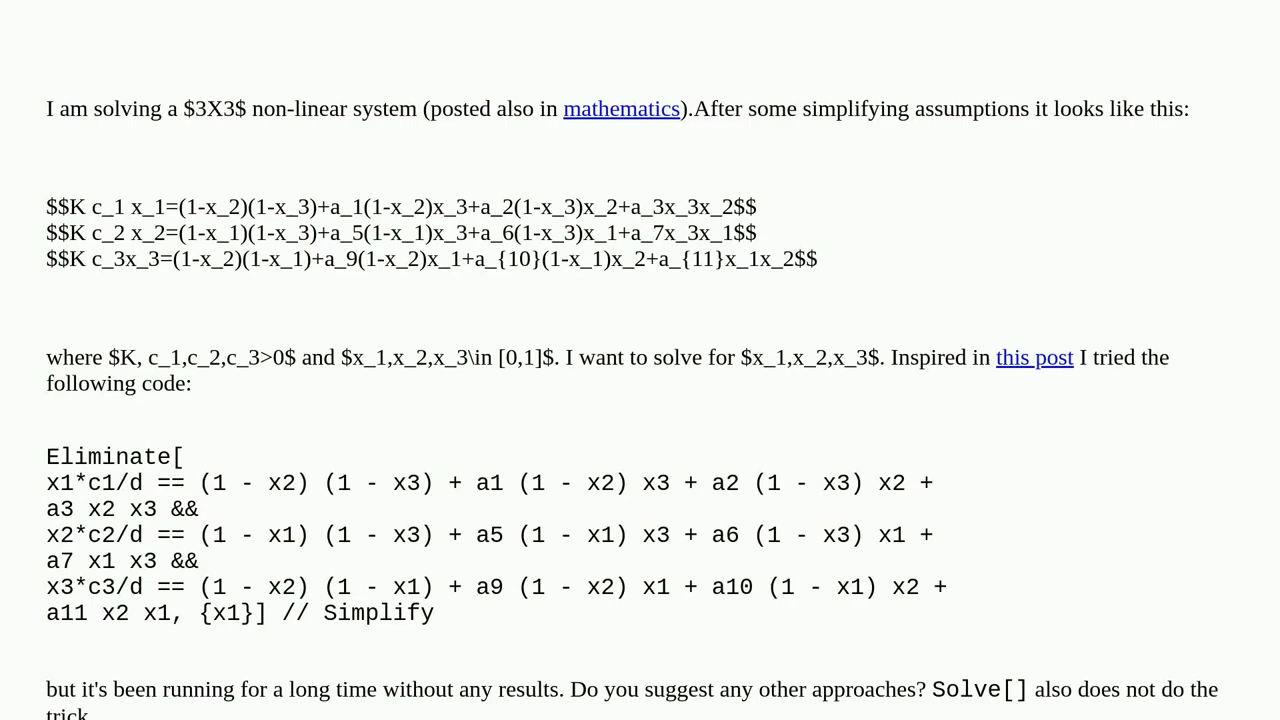 I am solving a $3X3$ non-linear system (posted also in mathematics).After some simplifying assumptions it looks like this:
$$K c_1 x_1=(1-x_2)(1-x_3)+a_1(1-x_2)x_3+a_2(1-x_3)x_2+a_3x_3x_2$$
$$K c_2 x_2=(1-x_1)(1-x_3)+a_5(1-x_1)x_3+a_6(1-x_3)x_1+a_7x_3x_1$$
$$K c_3x_3=(1-x_2)(1-x_1)+a_9(1-x_2)x_1+a_{10}(1-x_1)x_2+a_{11}x_1x_2$$
where $K, c_1,c_2,c_3>0$ and $x_1,x_2,x_3\in [0,1]$. I want to solve for $x_1,x_2,x_3$. Inspired in this post I tried the
following code:
Eliminate[
x1*c1/d == (1 - x2) (1 - x3) + a1 (1 - x2) x3 + a2 (1 - x3) x2 +
a3 x2 x3 &&
x2*c2/d == (1 - x1) (1 - x3) + a5 (1 - x1) x3 + a6 (1 - x3) x1 +
a7 x1 x3 &&
x3*c3/d == (1 - x2) (1 - x1) + a9 (1 - x2) x1 + a10 (1 - x1) x2 +
a11 x2 x1, {x1}] // Simplify
but it's been running for a long time without any results. Do you suggest any other approaches? Solve[] also does not do the
trick